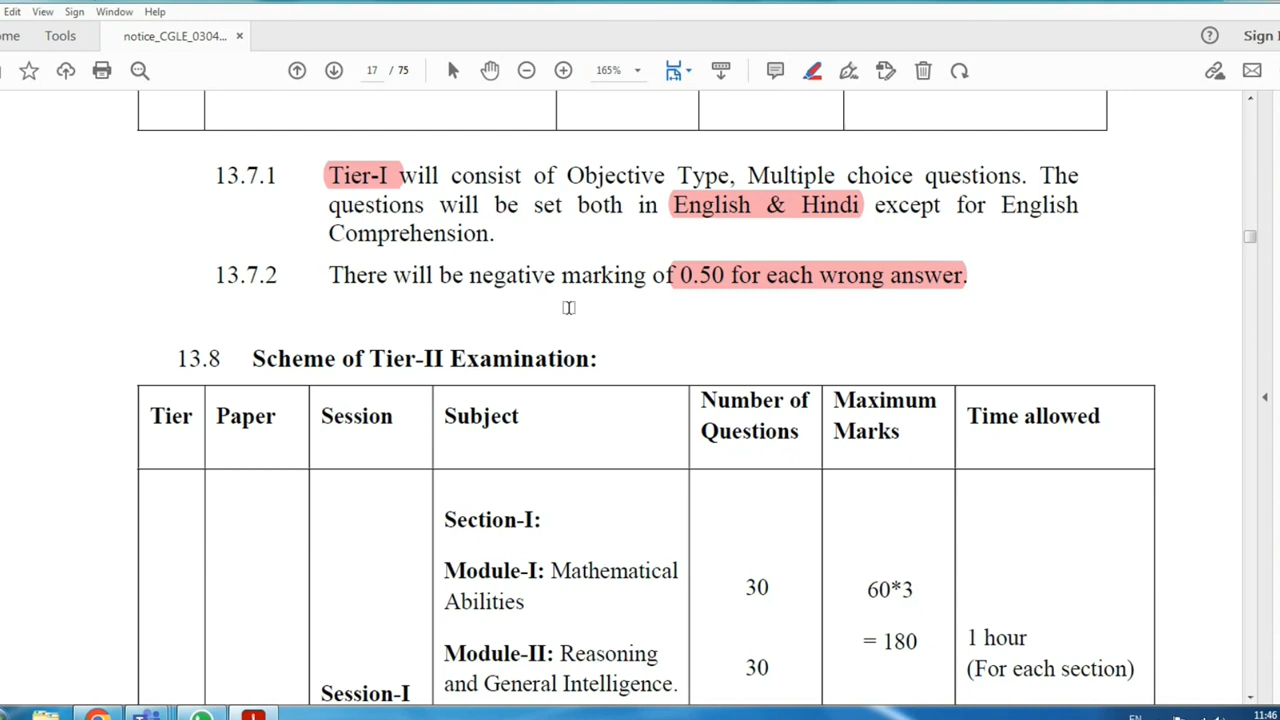 Edit View Sign Window Help
ome Tools notice_CGLE_0304... × Sign I
17 / 75 165%
13.7.1 Tier-I will consist of Objective Type, Multiple choice questions. The
questions will be set both in English & Hindi except for English
Comprehension.
13.7.2 There will be negative marking of 0.50 for each wrong answer.
13.8 Scheme of Tier-II Examination:
Tier Paper Session Subject Number of Questions Maximum Marks Time allowed
Section-I:
Module-I: Mathematical
Abilities
30
60*3
= 180
1 hour
(For each section)
Module-II: Reasoning
and General Intelligence.
30
Session-I
EN 11:46